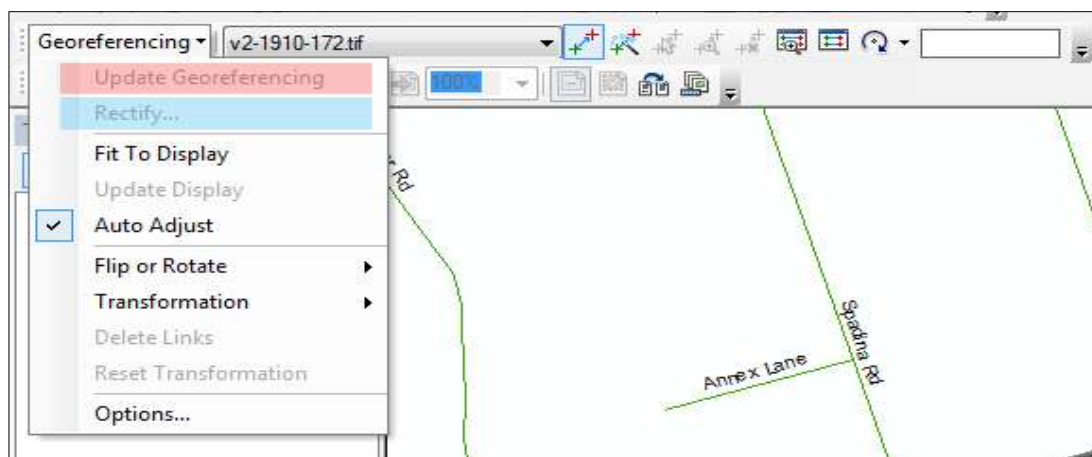 Georefencing v2-1910-172.tif
Update Georeferencing
100%
Rectify...
Fit To Display
Update Display
Auto Adjust
Flip or Rotate
Transformation
Delete Links
Reset Transformation
Options...
Rd
Spadina Rd
Annex Lane